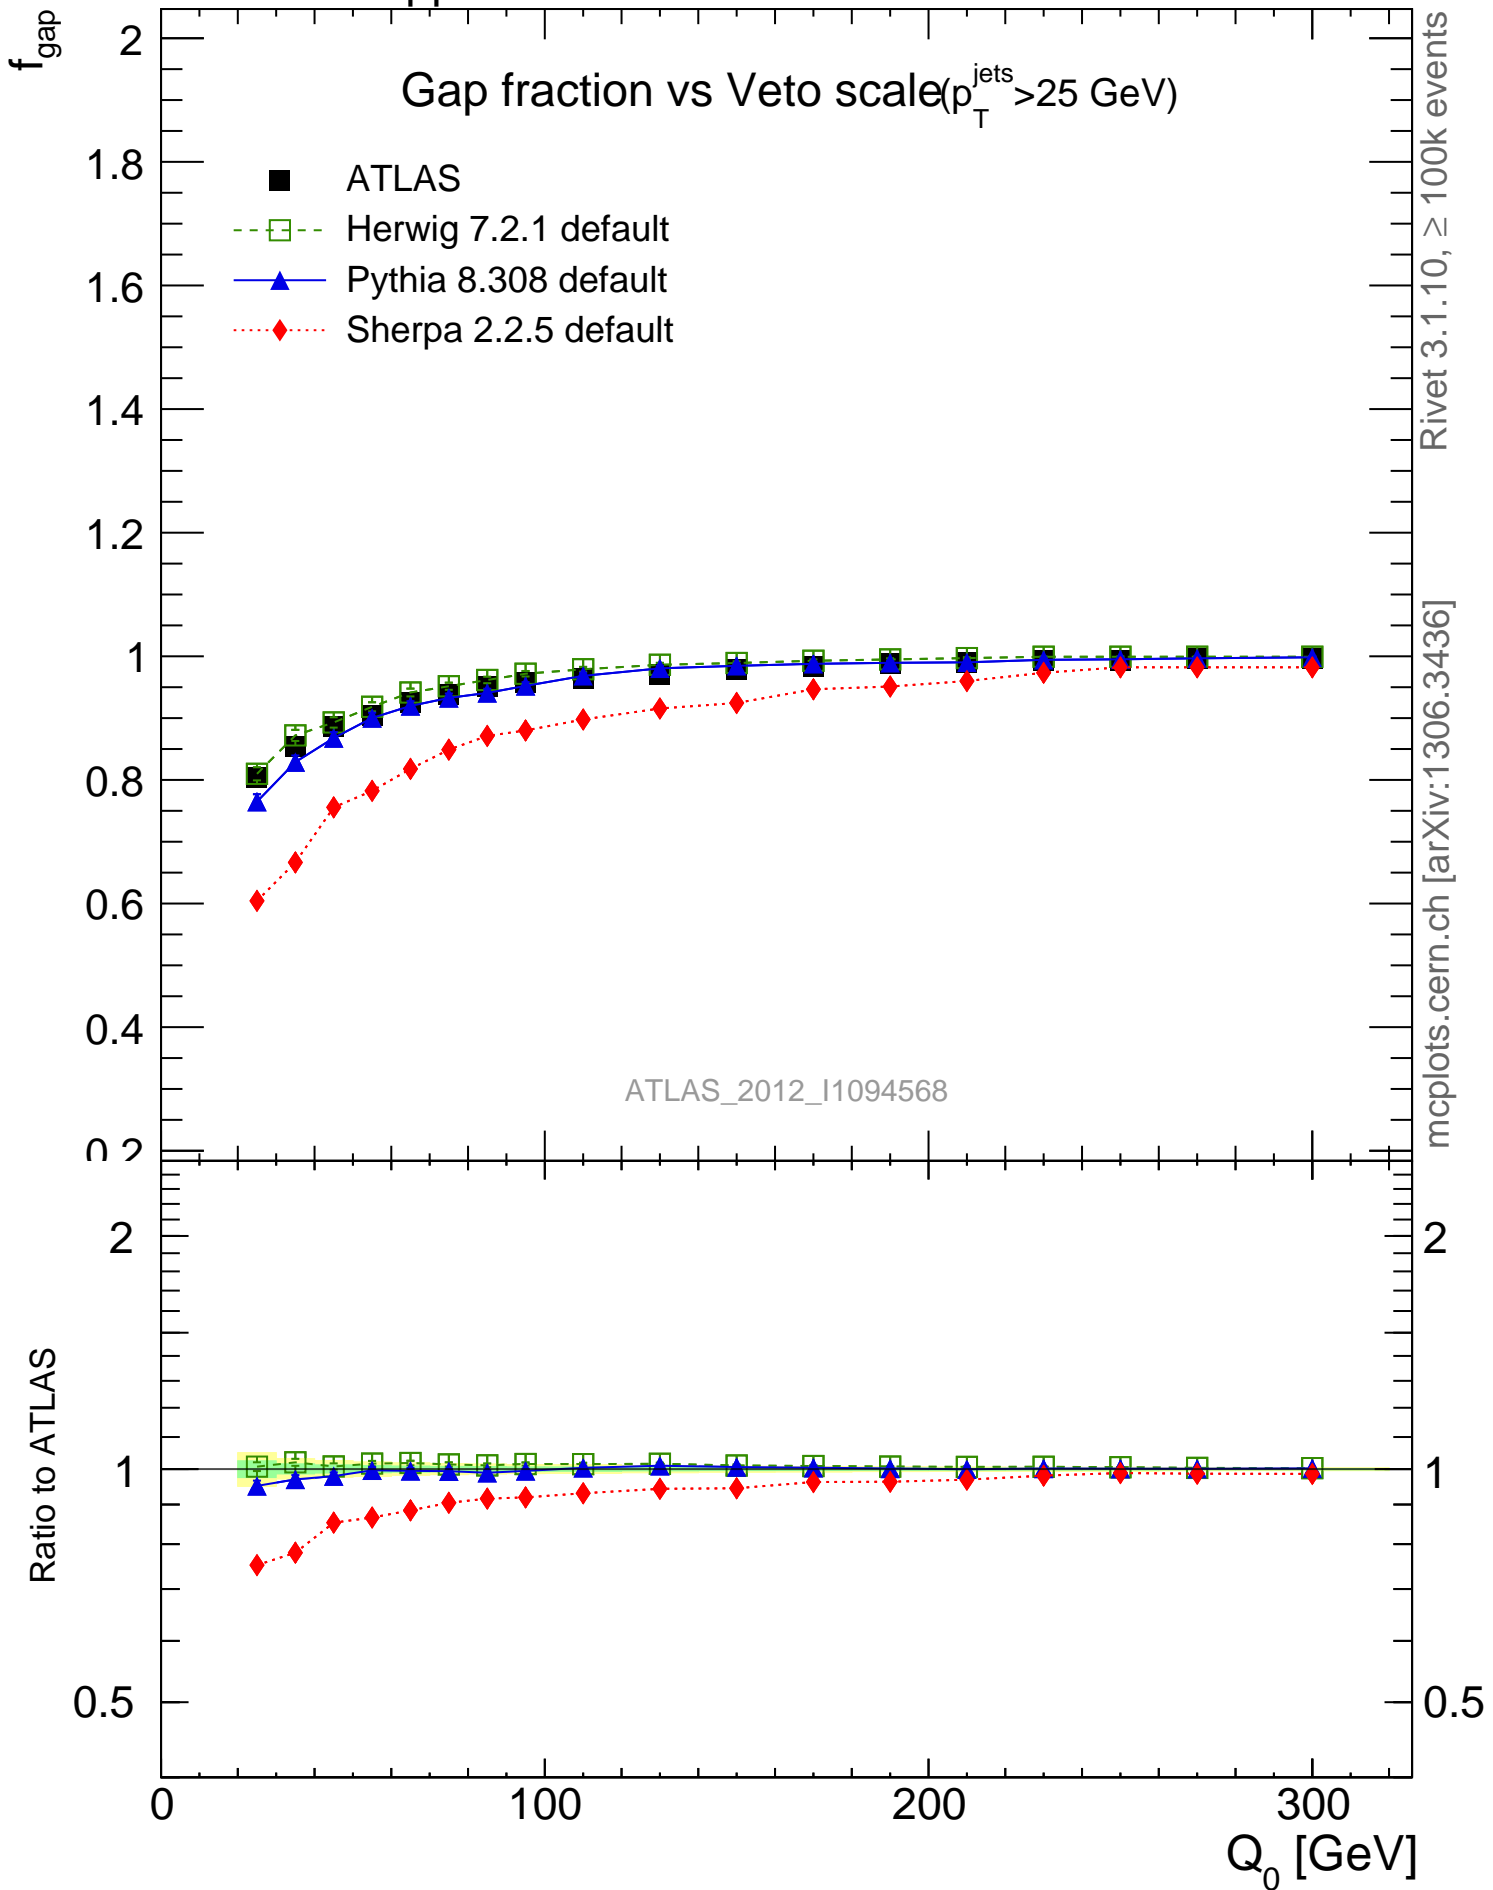 f_gap
Gap fraction vs Veto scale(p_T^jets>25 GeV)
ATLAS
Herwig 7.2.1 default
Pythia 8.308 default
Sherpa 2.2.5 default
2
1.8
1.6
1.4
1.2
1
0.8
0.6
0.4
0.2
ATLAS_2012_I1094568
Rivet 3.1.10, ≥ 100k events
mcplots.cern.ch [arXiv:1306.3436]
Ratio to ATLAS
2
1
0.5
2
1
0.5
0 100 200 300
Q_0 [GeV]